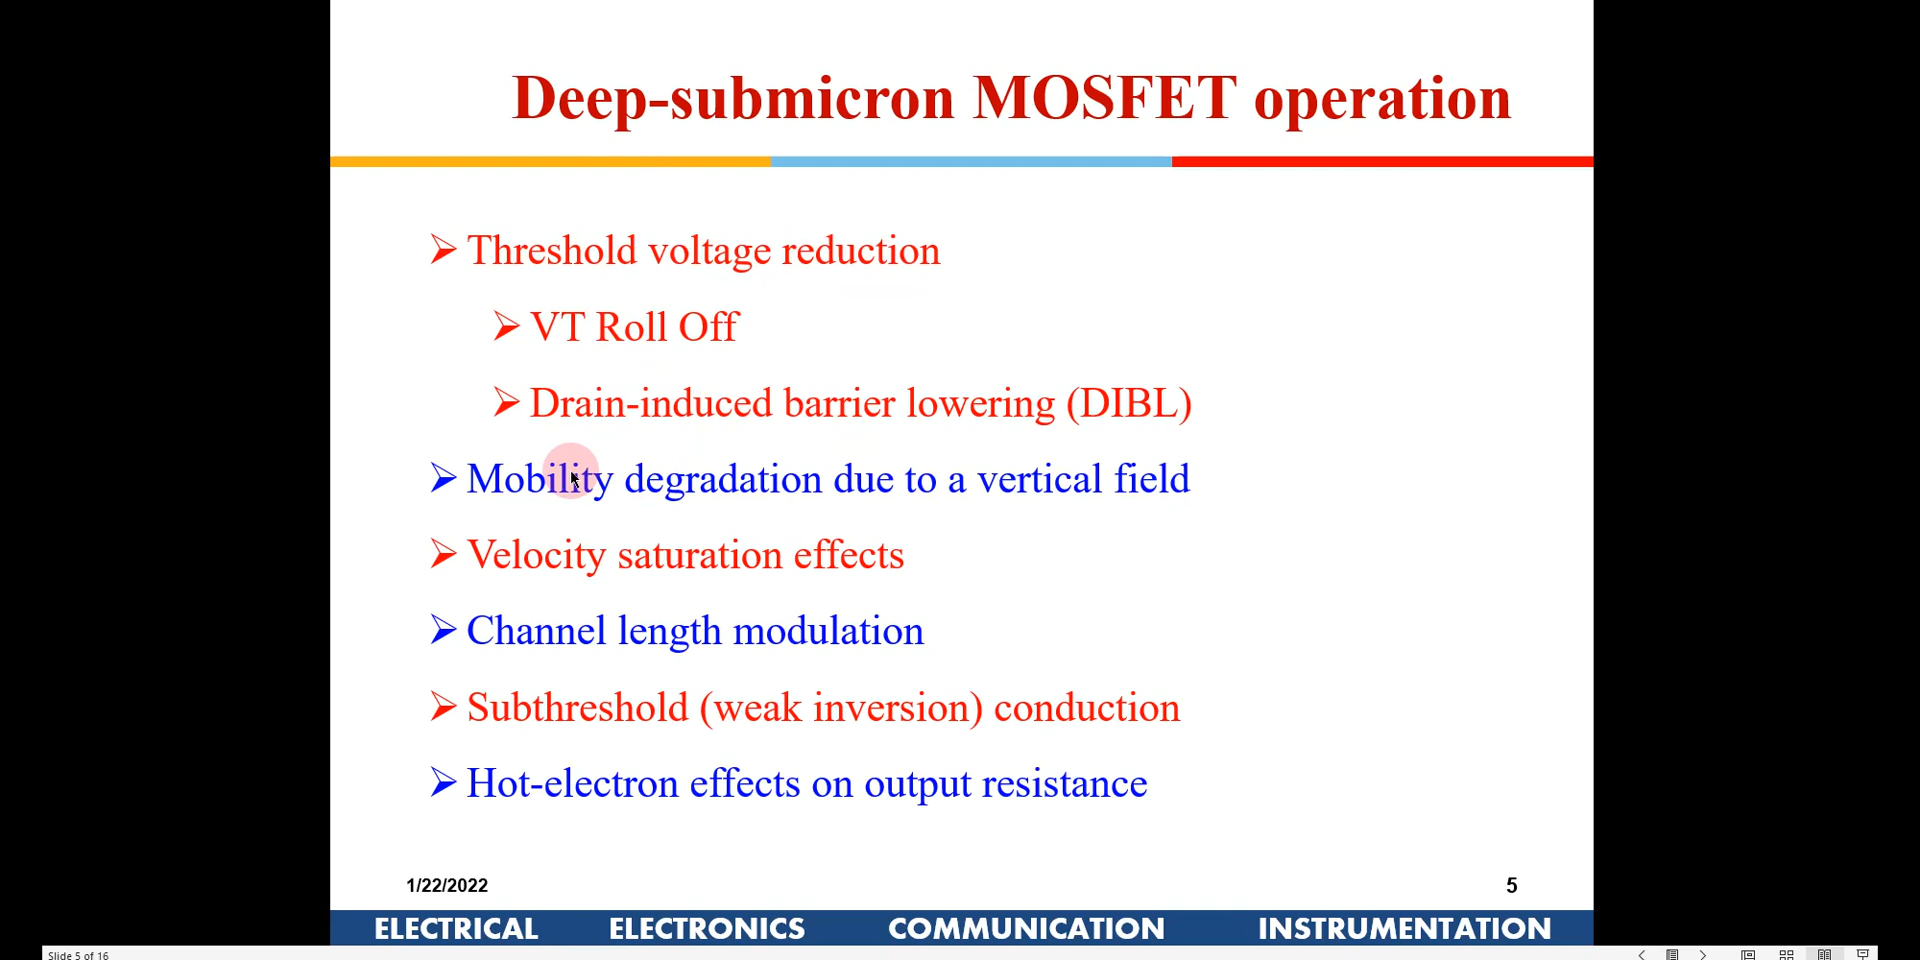 Deep-submicron MOSFET operation
Threshold voltage reduction
VT Roll Off
Drain-induced barrier lowering (DIBL)
Mobility degradation due to a vertical field
Velocity saturation effects
Channel length modulation
Subthreshold (weak inversion) conduction
Hot-electron effects on output resistance
1/22/2022 5
ELECTRICAL ELECTRONICS COMMUNICATION INSTRUMENTATION
Slide 5 of 16